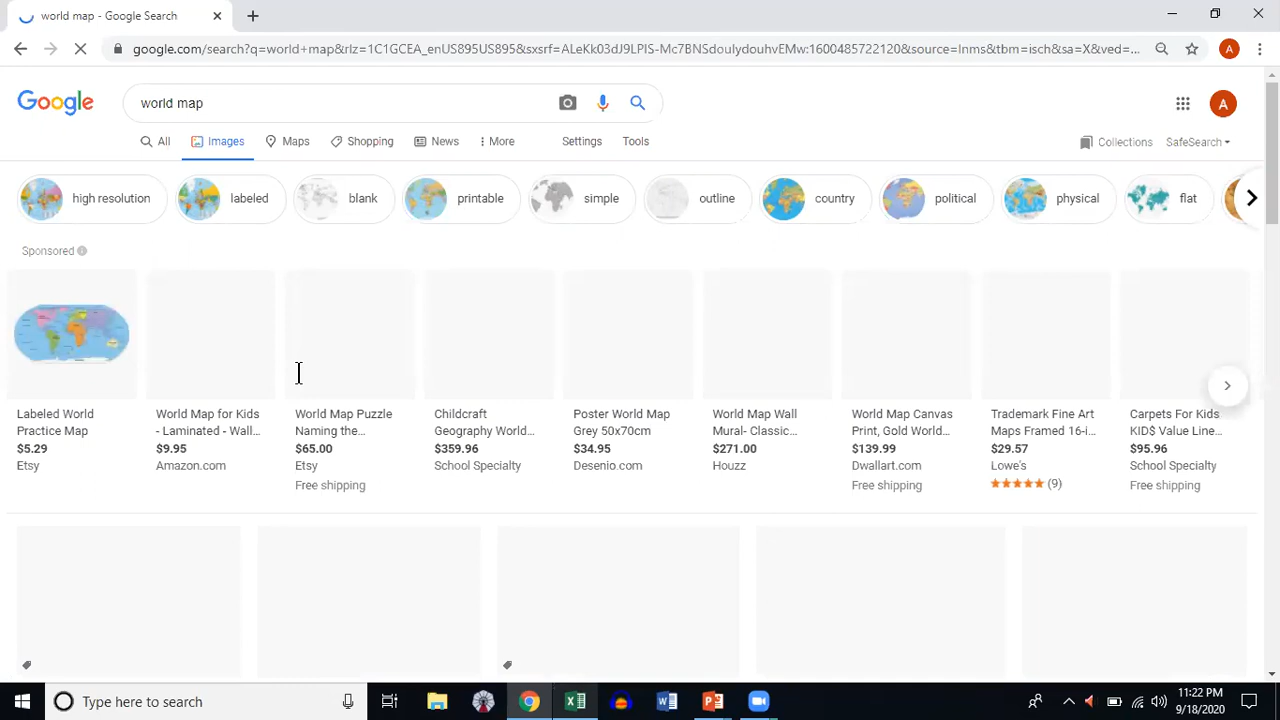 world map - Google Search
google.com/search?q=world+map&rlz=1C1GCEA_enUS895US895&sxsrf=ALeKk03dJ9LPIS-Mc7BNSdoulydouhvEMw:1600485722120&source=lnms&tbm=isch&sa=X&ved=...
A
Google
world map
A
All
Images
Maps
Shopping
News
More
Settings
Tools
Collections
SafeSearch
high resolution
labeled
blank
printable
simple
outline
country
political
physical
flat
Sponsored
Labeled World
Practice Map
$5.29
Etsy
World Map for Kids
- Laminated - Wall...
$9.95
Amazon.com
World Map Puzzle
Naming the...
$65.00
Etsy
Free shipping
Childcraft
Geography World...
$359.96
School Specialty
Poster World Map
Grey 50x70cm
$34.95
Desenio.com
World Map Wall
Mural- Classic...
$271.00
Houzz
World Map Canvas
Print, Gold World...
$139.99
Dwallart.com
Free shipping
Trademark Fine Art
Maps Framed 16-i...
$29.57
Lowe's
(9)
Carpets For Kids
KID$ Value Line...
$95.96
School Specialty
Free shipping
Type here to search
11:22 PM
9/18/2020